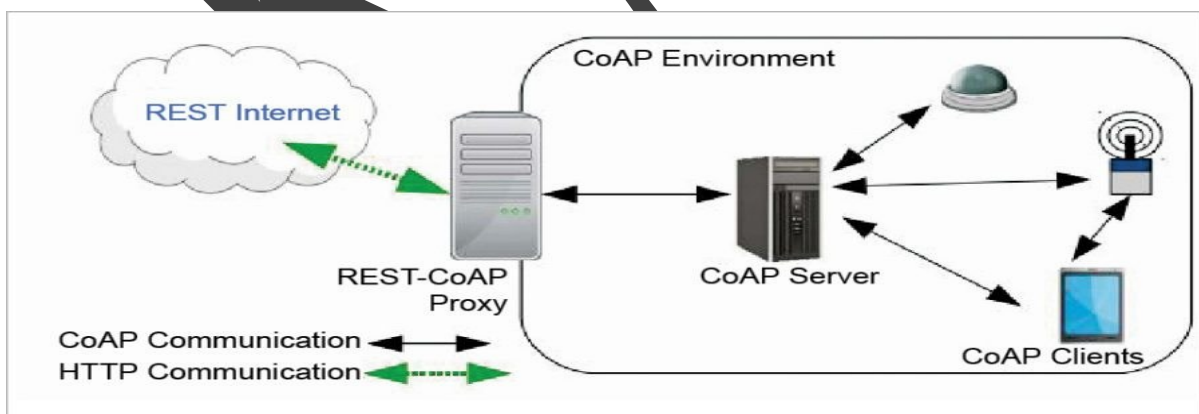 CoAP Environment
REST Internet
REST-CoAP
Proxy
CoAP Server
CoAP Clients
CoAP Communication
HTTP Communication